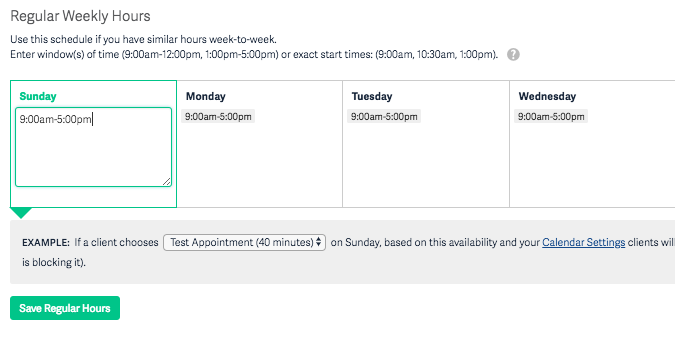 Regular Weekly Hours
Use this schedule if you have similar hours week-to-week.
Enter window(s) of time (9:00am-12:00pm, 1:00pm-5:00pm) or exact start times: (9:00am, 10:30am, 1:00pm). ?
Sunday Monday Tuesday Wednesday
9:00am-5:00pm 9:00am-5:00pm 9:00am-5:00pm 9:00am-5:00pm
EXAMPLE: If a client chooses Test Appointment (40 minutes) on Sunday, based on this availability and your Calendar Settings clients wil
is blocking it).
Save Regular Hours